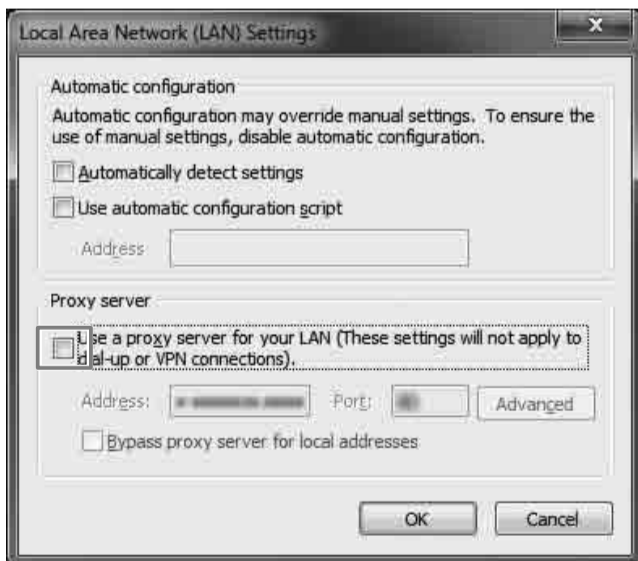 Local Area Network (LAN) Settings
Automatic configuration
Automatic configuration may override manual settings. To ensure the
use of manual settings, disable automatic configuration.
Automatically detect settings
Use automatic configuration script
Address
Proxy server
Use a proxy server for your LAN (These settings will not apply to
dial-up or VPN connections).
Address: Port: Advanced
Bypass proxy server for local addresses
OK Cancel